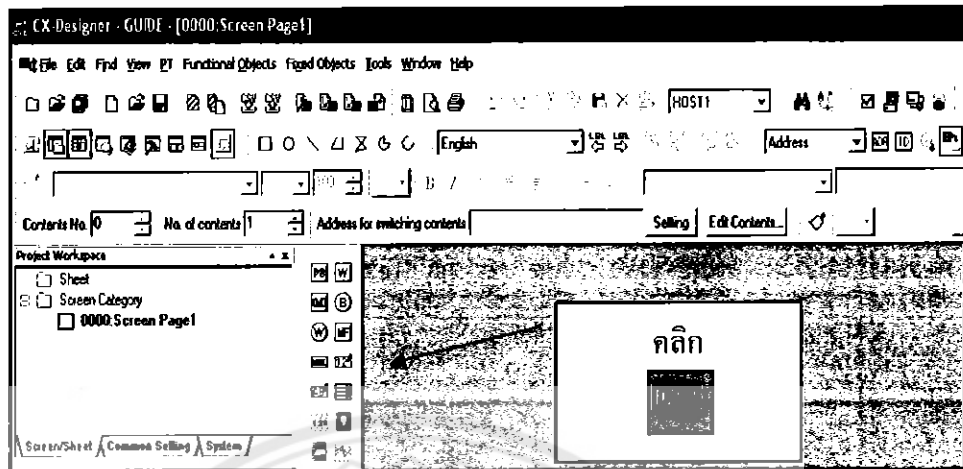 CX-Designer - GUIDE - [0000:Screen Page1]
File Edit Find View PT Functional Objects Fixed Objects Tools Window Help
HOST1
English
Address
B I
Contents No. 0 No. of contents 1 Address for switching contents Setting Edit Contents...
Project Workspace
Sheet
Screen Category
0000:Screen Page1
คลิก
Screen/Sheet Common Setting System